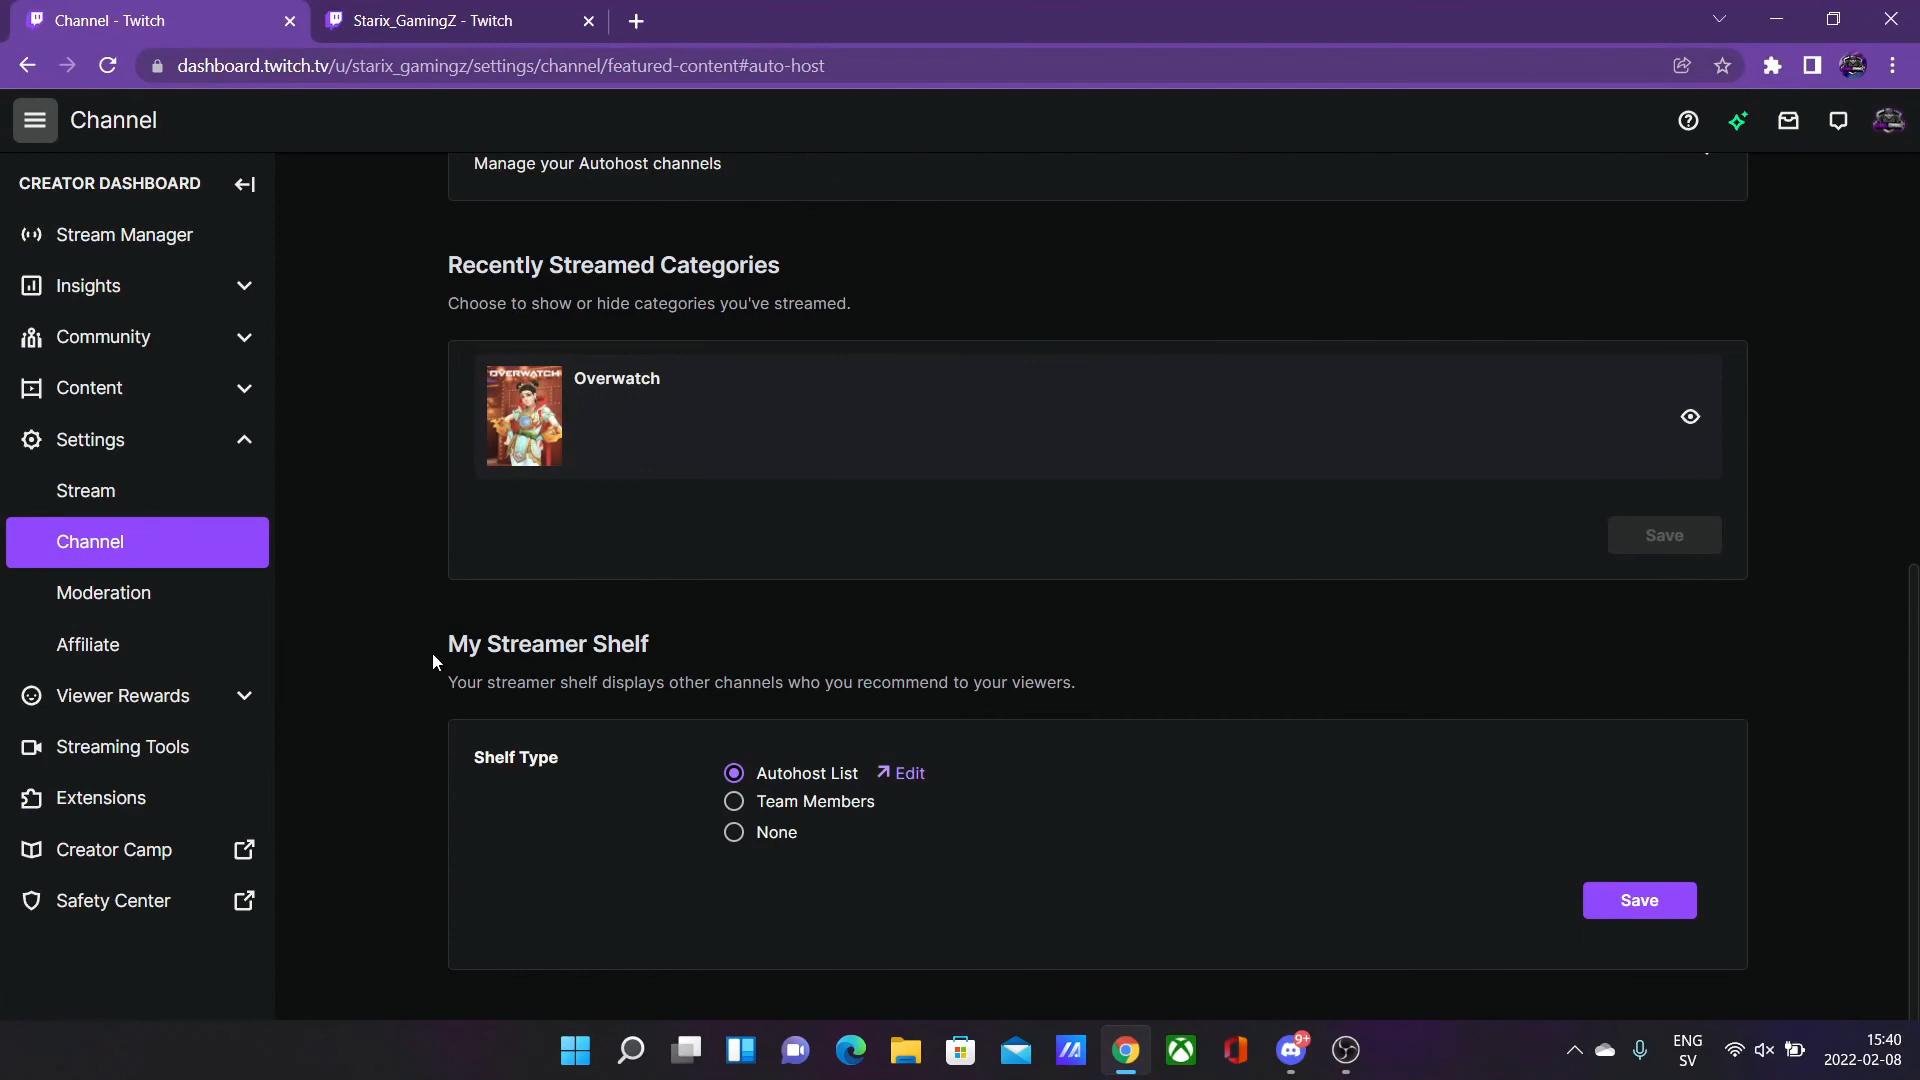 Channel - Twitch
Starix_GamingZ - Twitch
dashboard.twitch.tv/u/starix_gamingz/settings/channel/featured-content#auto-host
Channel
CREATOR DASHBOARD
Stream Manager
Insights
Community
Content
Settings
Stream
Channel
Moderation
Affiliate
Viewer Rewards
Streaming Tools
Extensions
Creator Camp
Safety Center
Manage your Autohost channels
Recently Streamed Categories
Choose to show or hide categories you've streamed.
OVERWATCH
Overwatch
Save
My Streamer Shelf
Your streamer shelf displays other channels who you recommend to your viewers.
Shelf Type
Autohost List Edit
Team Members
None
Save
9+
ENG
SV
15:40
2022-02-08